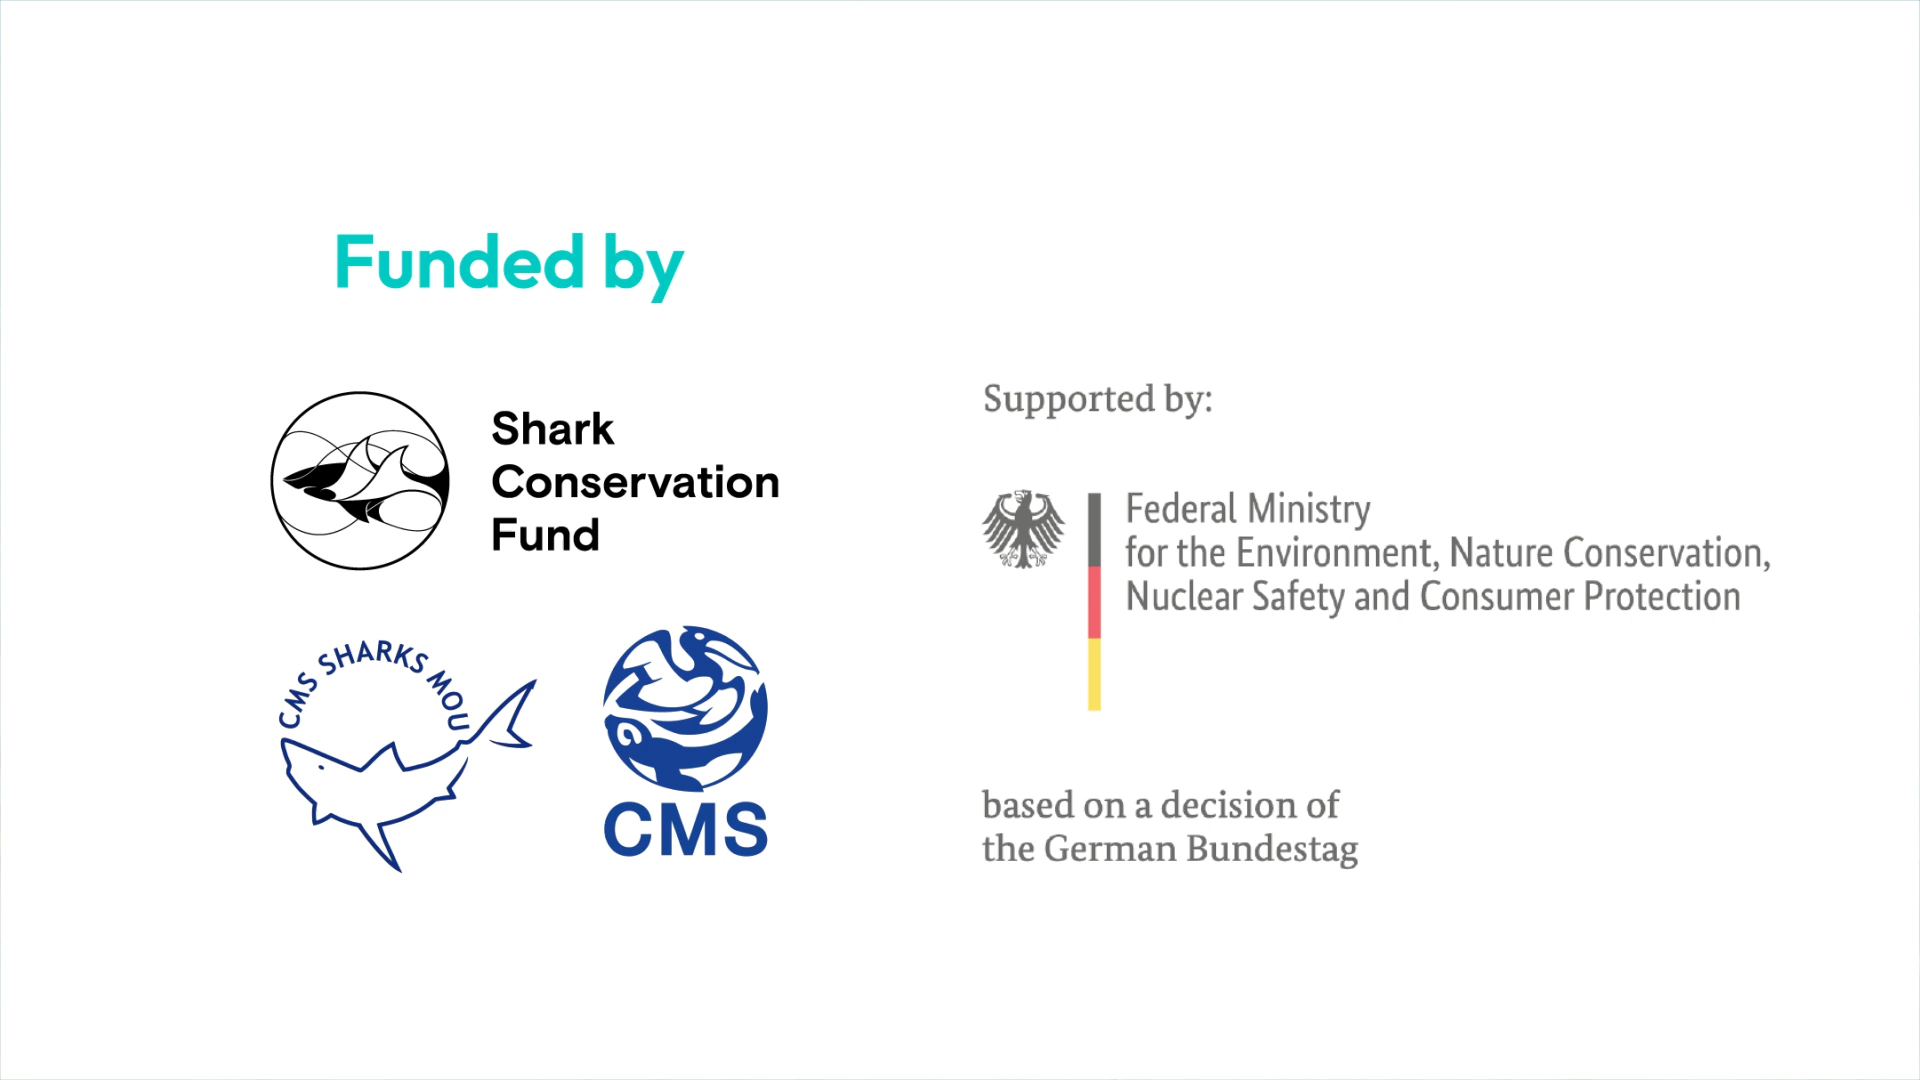 Funded by
Shark
Conservation
Fund
CMS SHARKS MOU
CMS
Supported by:
Federal Ministry
for the Environment, Nature Conservation,
Nuclear Safety and Consumer Protection
based on a decision of
the German Bundestag